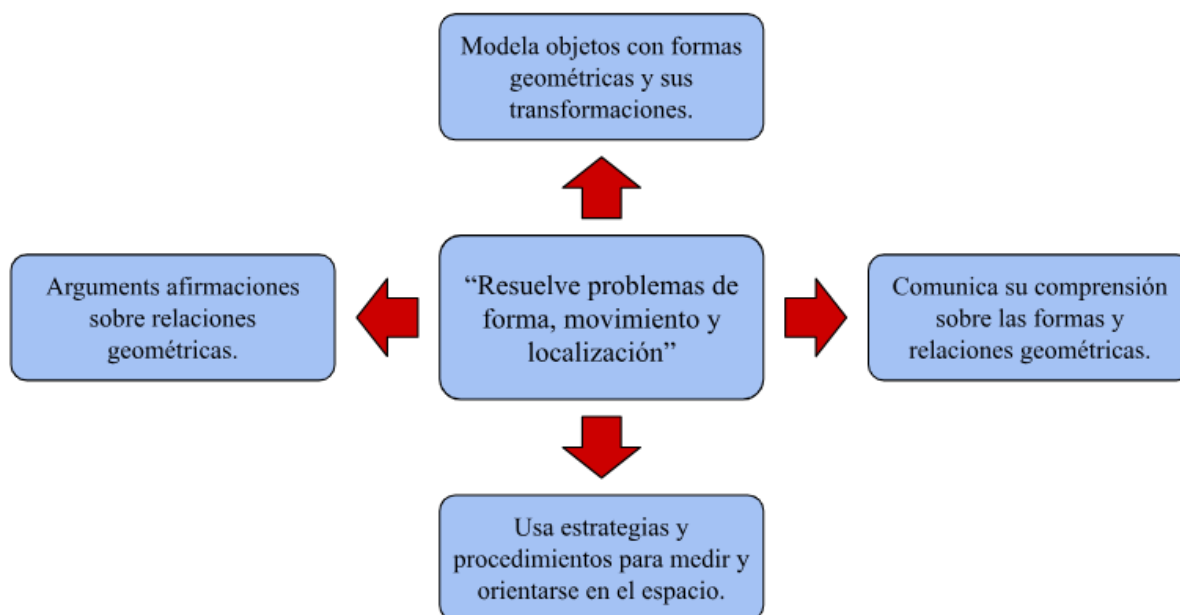 Modela objetos con formas
geométricas y sus
transformaciones.
Arguments afirmaciones
sobre relaciones
geométricas.
“Resuelve problemas de
forma, movimiento y
localización”
Comunica su comprensión
sobre las formas y
relaciones geométricas.
Usa estrategias y
procedimientos para medir y
orientarse en el espacio.